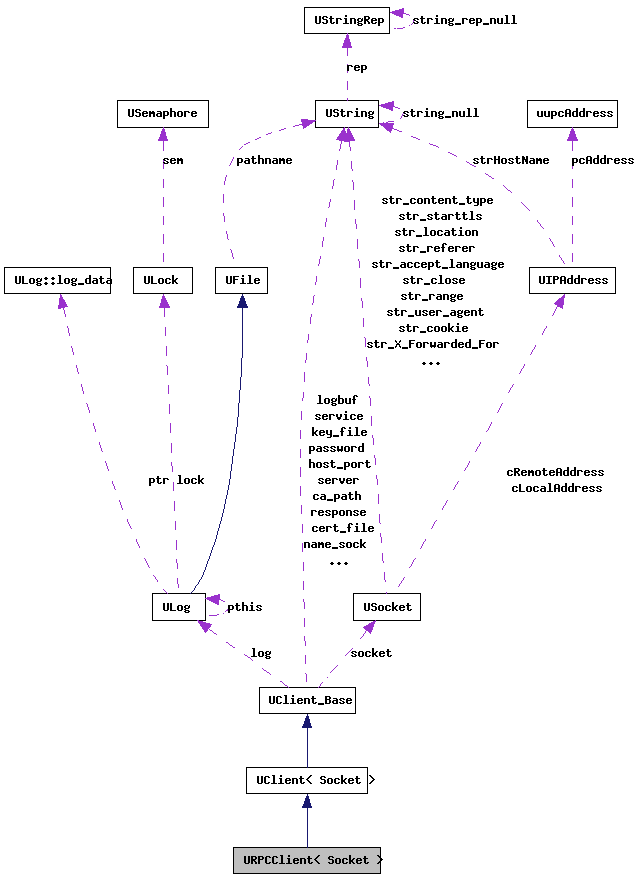 UStringRep
string_rep_null
rep
USemaphore
UString
string_null
uupcAddress
sem
pathname
strHostName
pcAddress
str_content_type
str_starttls
str_location
str_referer
str_accept_language
str_close
str_range
str_user_agent
str_cookie
str_X_Forwarded_For
...
ULog::log_data
ULock
UFile
UIPAddress
logbuf
service
key_file
password
host_port
server
ca_path
response
cert_file
name_sock
...
ptr_lock
cRemoteAddress
cLocalAddress
ULog
pthis
USocket
log
socket
UClient_Base
UClient< Socket >
URPCClient< Socket >